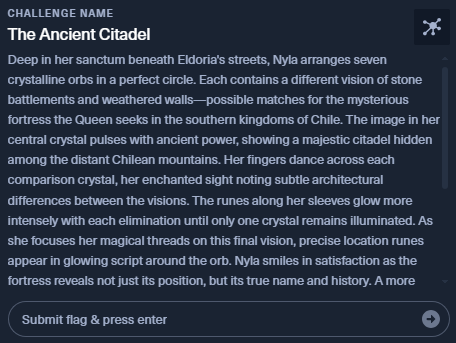 CHALLENGE NAME
The Ancient Citadel
Deep in her sanctum beneath Eldoria's streets, Nyla arranges seven
crystalline orbs in a perfect circle. Each contains a different vision of stone
battlements and weathered walls—possible matches for the mysterious
fortress the Queen seeks in the southern kingdoms of Chile. The image in her
central crystal pulses with ancient power, showing a majestic citadel hidden
among the distant Chilean mountains. Her fingers dance across each
comparison crystal, her enchanted sight noting subtle architectural
differences between the visions. The runes along her sleeves glow more
intensely with each elimination until only one crystal remains illuminated. As
she focuses her magical threads on this final vision, precise location runes
appear in glowing script around the orb. Nyla smiles in satisfaction as the
fortress reveals not just its position, but its true name and history. A more
Submit flag & press enter